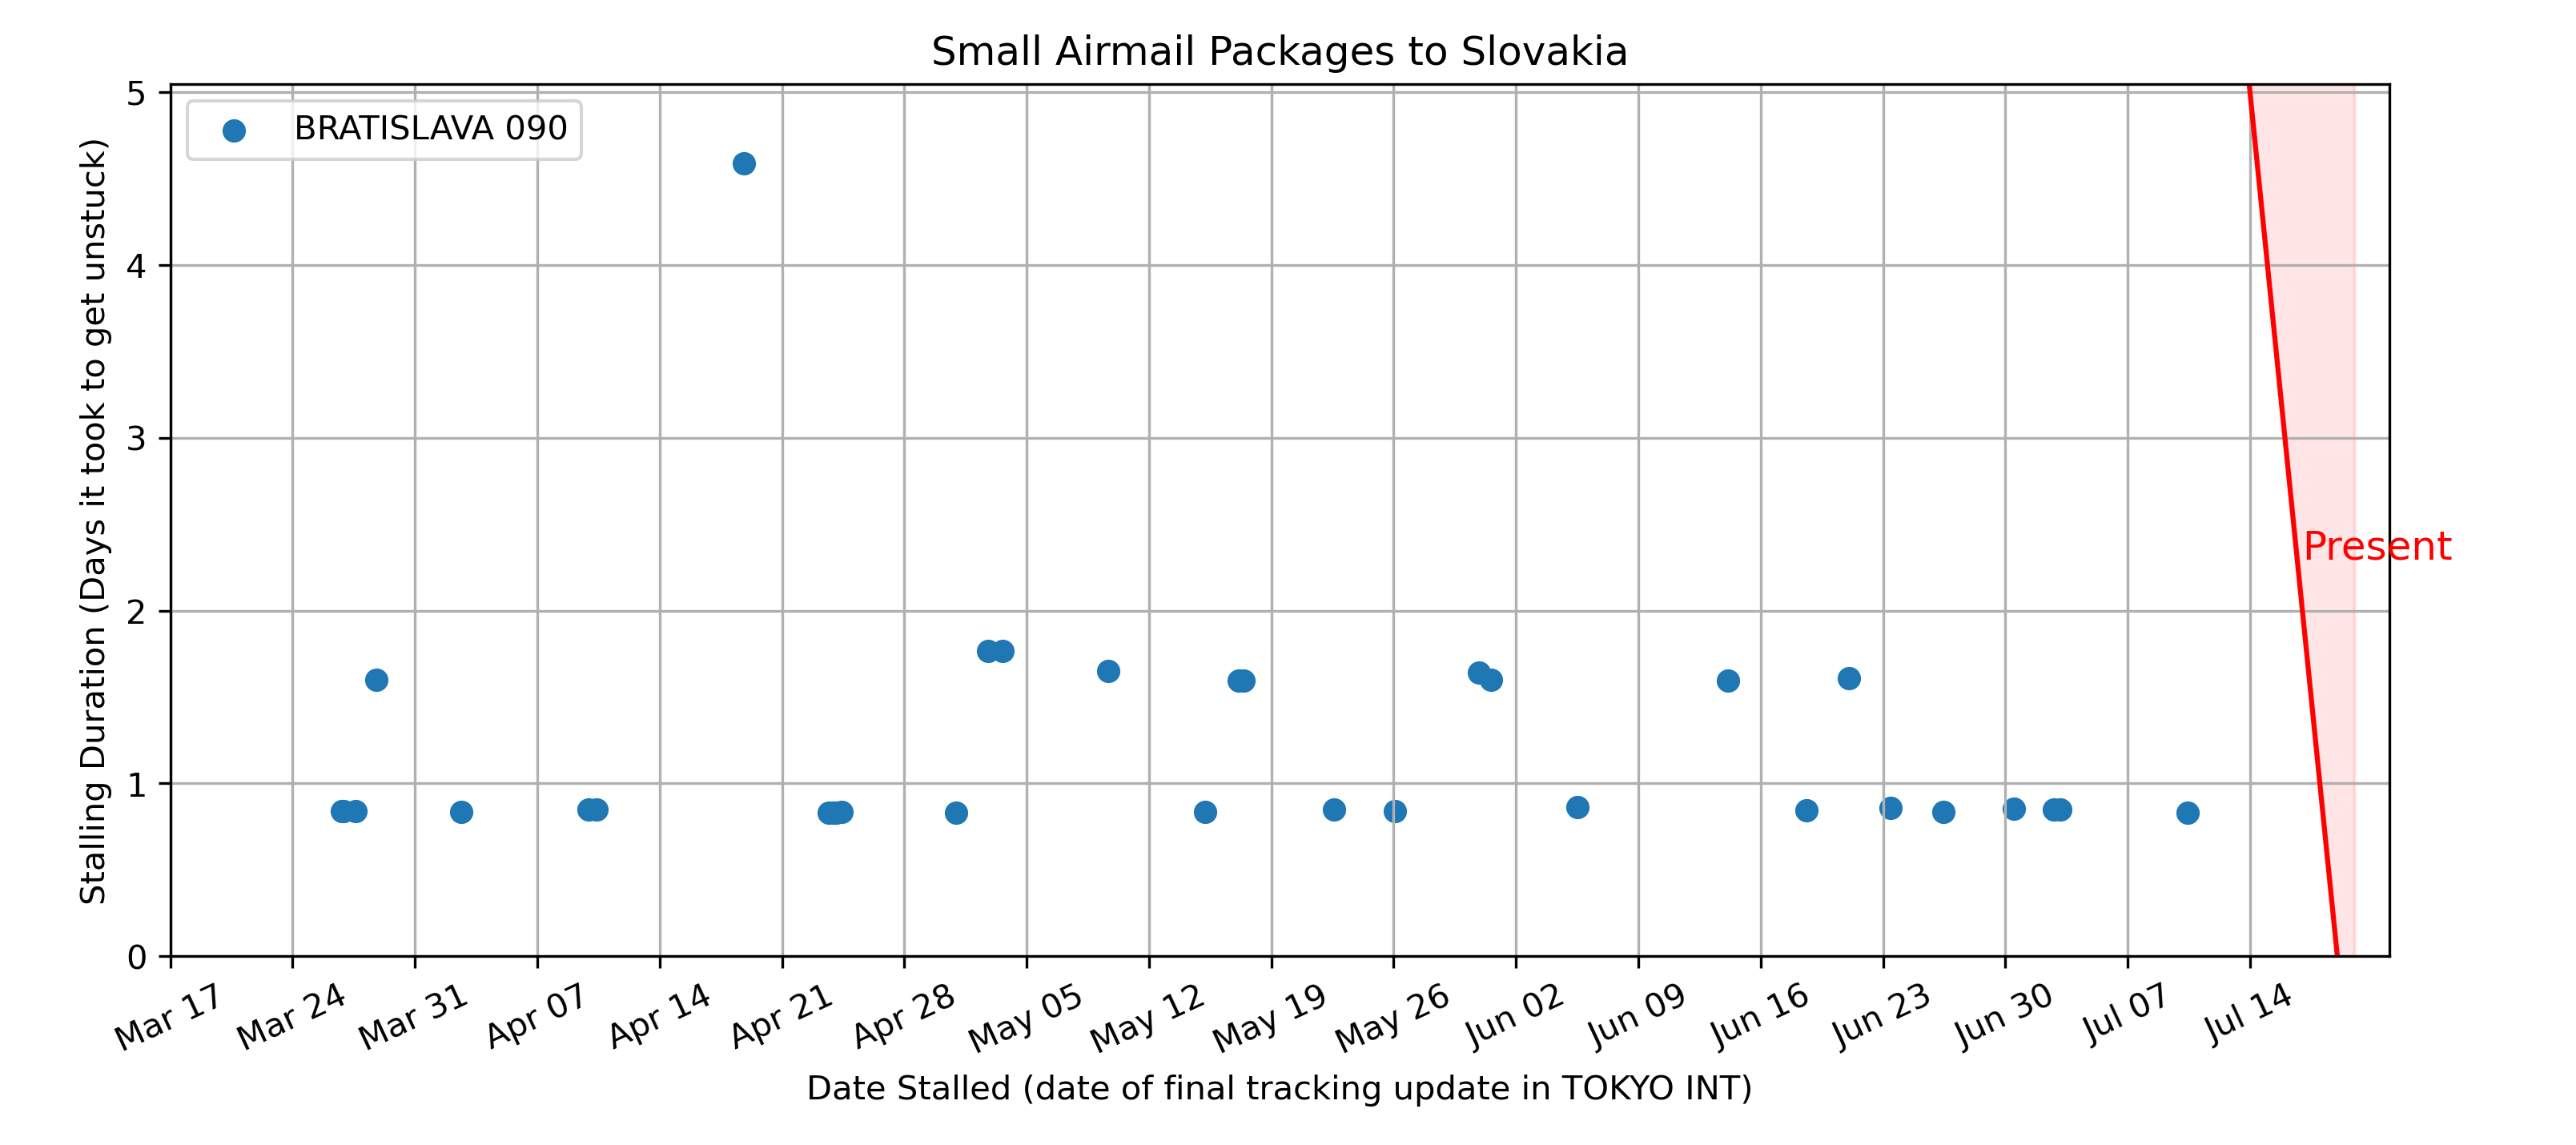 Small Airmail Packages to Slovakia
BRATISLAVA 090
Stalling Duration (Days it took to get unstuck)
5
4
3
2
1
0
Present
Mar 17
Mar 24
Mar 31
Apr 07
Apr 14
Apr 21
Apr 28
May 05
May 12
May 19
May 26
Jun 02
Jun 09
Jun 16
Jun 23
Jun 30
Jul 07
Jul 14
Date Stalled (date of final tracking update in TOKYO INT)